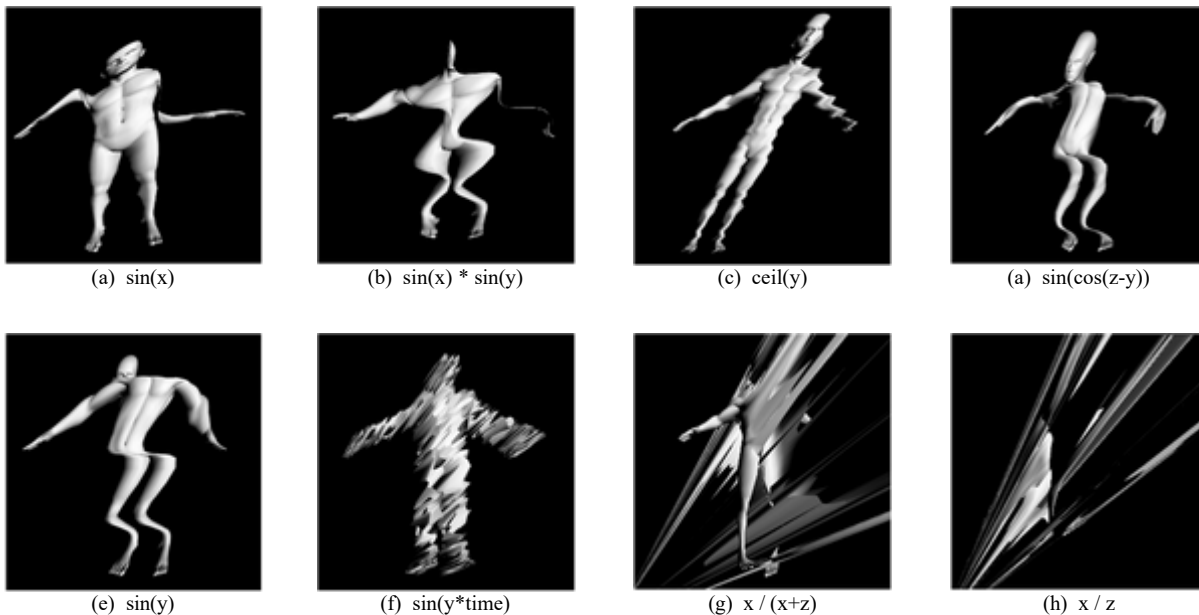 (a) sin(x)
(b) sin(x) * sin(y)
(c) ceil(y)
(a) sin(cos(z-y))
(e) sin(y)
(f) sin(y*time)
(g) x / (x+z)
(h) x / z